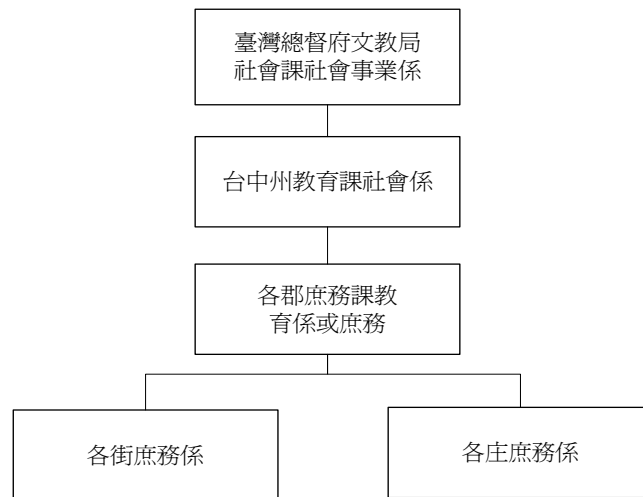 臺灣總督府文教局
社會課社會事業係
台中州教育課社會係
各郡庶務課教
育係或庶務
各街庶務係
各庄庶務係